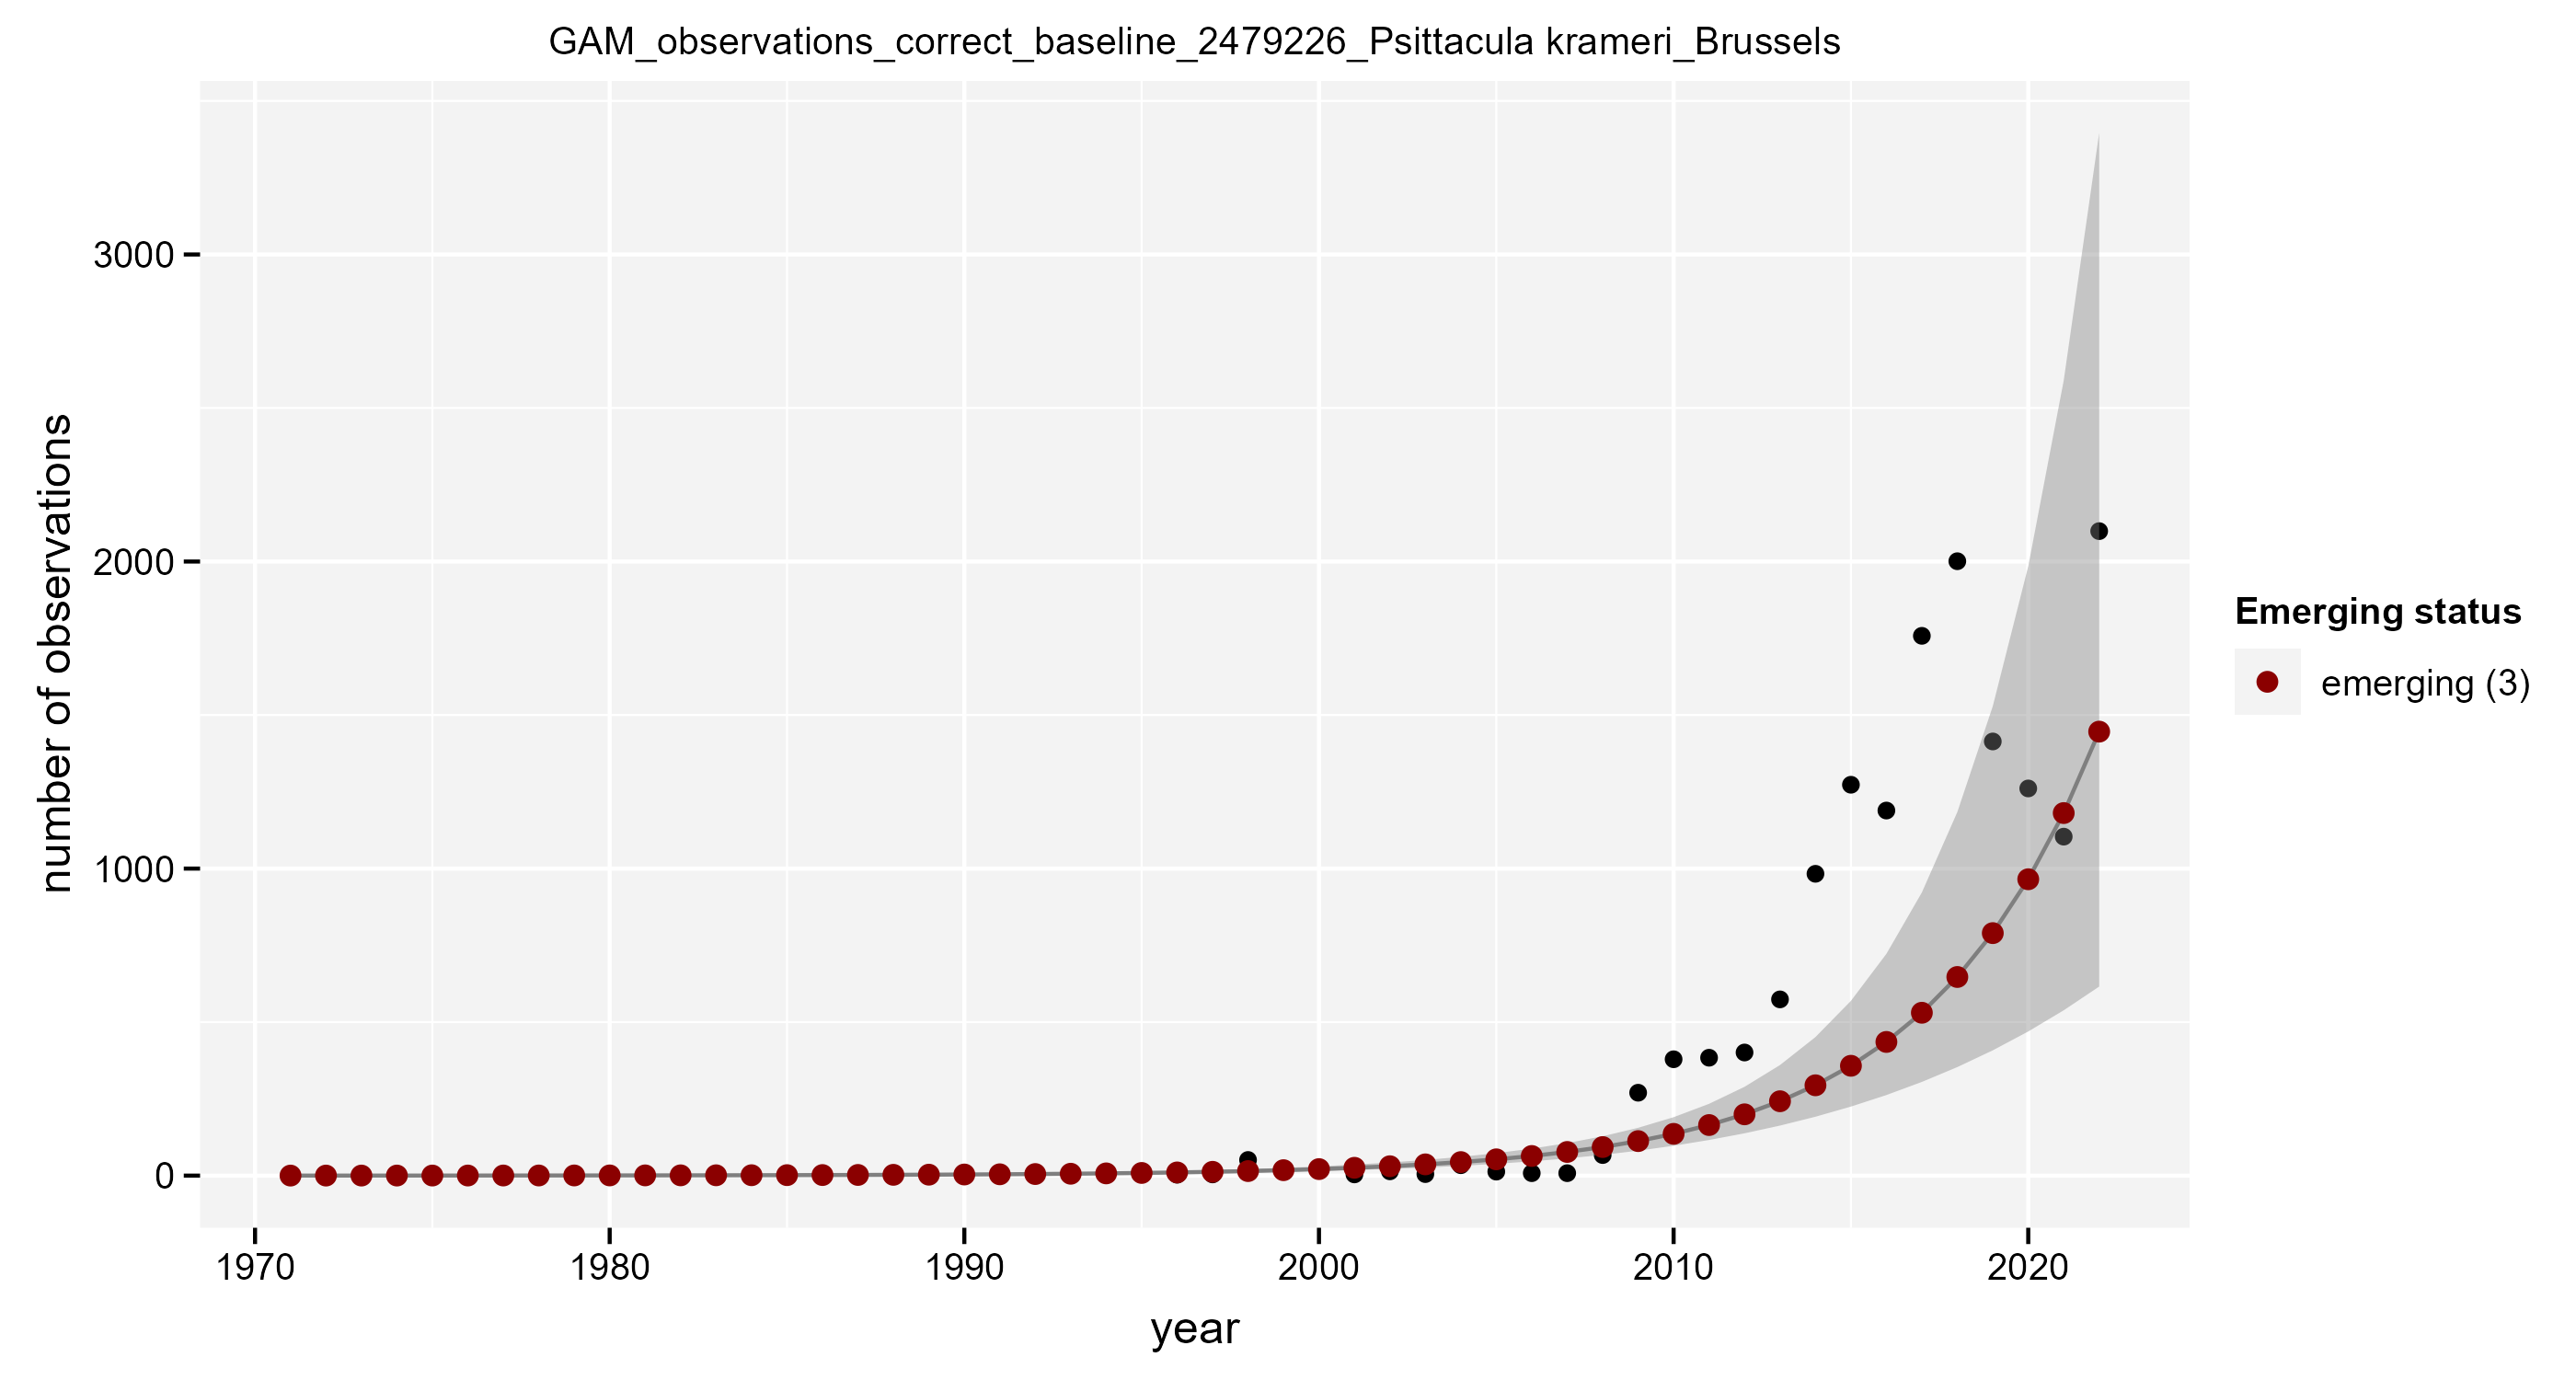 GAM_observations_correct_baseline_2479226_Psittacula krameri_Brussels
number of observations
3000
2000
1000
0
1970 1980 1990 2000 2010 2020
year
Emerging status
emerging (3)